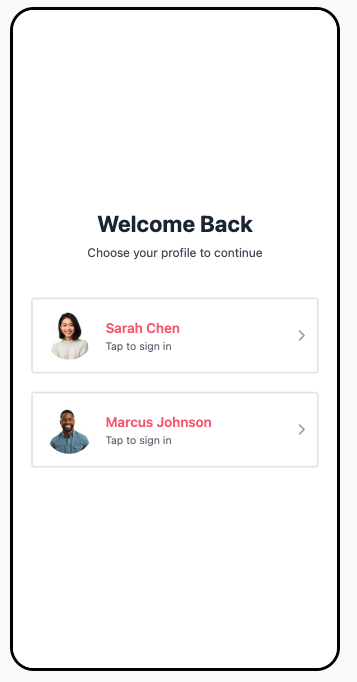 Welcome Back
Choose your profile to continue
Sarah Chen
Tap to sign in
Marcus Johnson
Tap to sign in